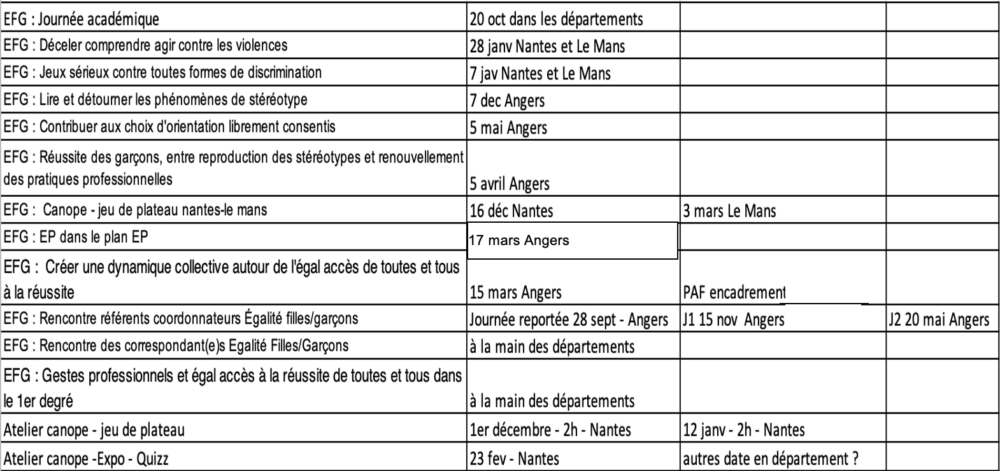 EFG : Journée académique 20 oct dans les départements
EFG : Déceler comprendre agir contre les violences 28 janv Nantes et Le Mans
EFG : Jeux sérieux contre toutes formes de discrimination 7 jav Nantes et Le Mans
EFG : Lire et détourner les phénomènes de stéréotype 7 dec Angers
EFG : Contribuer aux choix d'orientation librement consentis 5 mai Angers
EFG : Réussite des garçons, entre reproduction des stéréotypes et renouvellement
des pratiques professionnelles 5 avril Angers
EFG :  Canope - jeu de plateau nantes-le mans 16 déc Nantes 3 mars Le Mans
EFG : EP dans le plan EP 17 mars Angers
EFG :  Créer une dynamique collective autour de l'égal accès de toutes et tous
à la réussite 15 mars Angers PAF encadrement
EFG : Rencontre référents coordonnateurs Égalité filles/garçons Journée reportée 28 sept - Angers J1 15 nov  Angers J2 20 mai Angers
EFG : Rencontre des correspondant(e)s Egalité Filles/Garçons à la main des départements
EFG : Gestes professionnels et égal accès à la réussite de toutes et tous dans
le 1er degré à la main des départements
Atelier canope - jeu de plateau 1er décembre - 2h - Nantes 12 janv - 2h - Nantes
Atelier canope -Expo - Quizz 23 fev - Nantes autres date en département ?